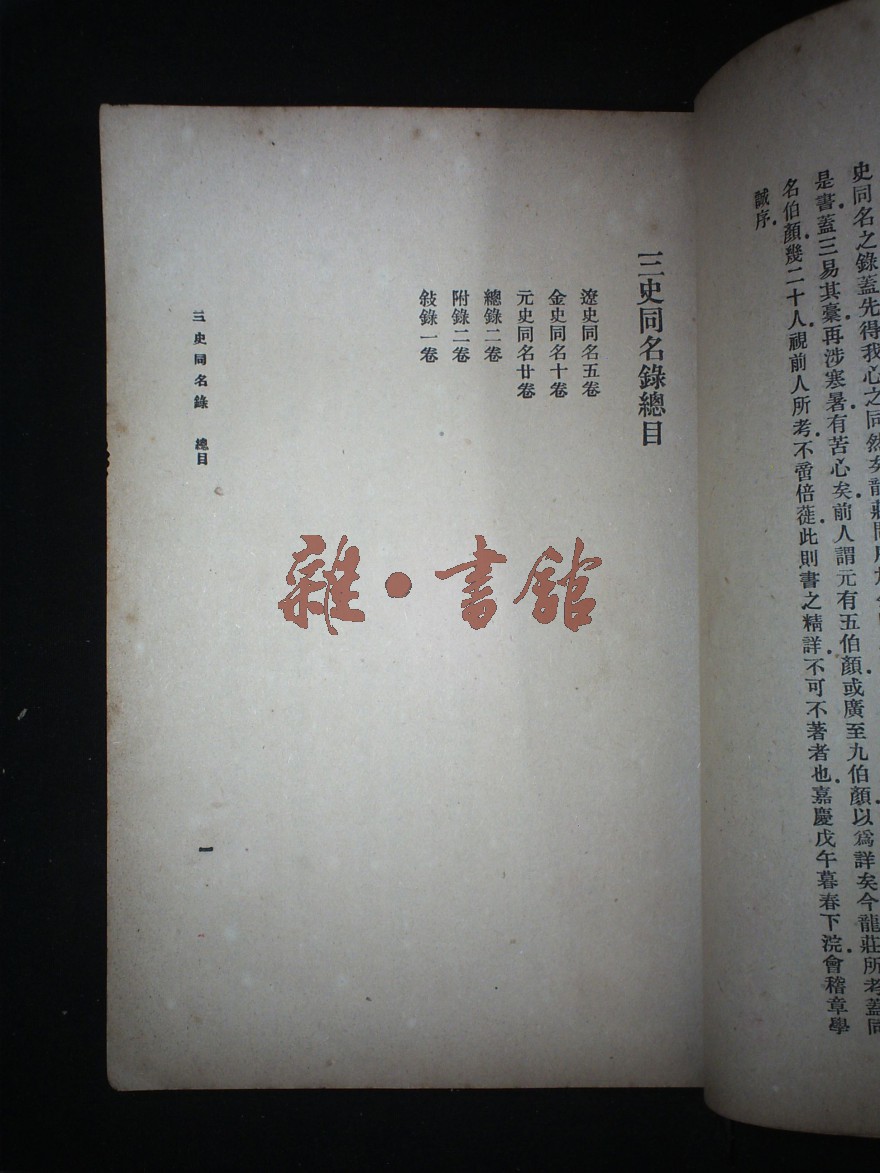 史同名之錄蓋先得我心之同然矣龍莊
是書蓋三易其稾再涉寒暑有苦心矣前人謂元有五伯顏或廣至九伯顏以爲詳矣今龍莊所考蓋同
名伯顏幾二十人視前人所考不啻倍蓰此則書之精詳不可不著者也嘉慶戊午暮春下浣會稽章學
誠序
三史同名錄總目
遼史同名五卷
金史同名十卷
元史同名廿卷
總錄二卷
附錄二卷
敍錄一卷
三史同名錄 總目
一
雜·書館